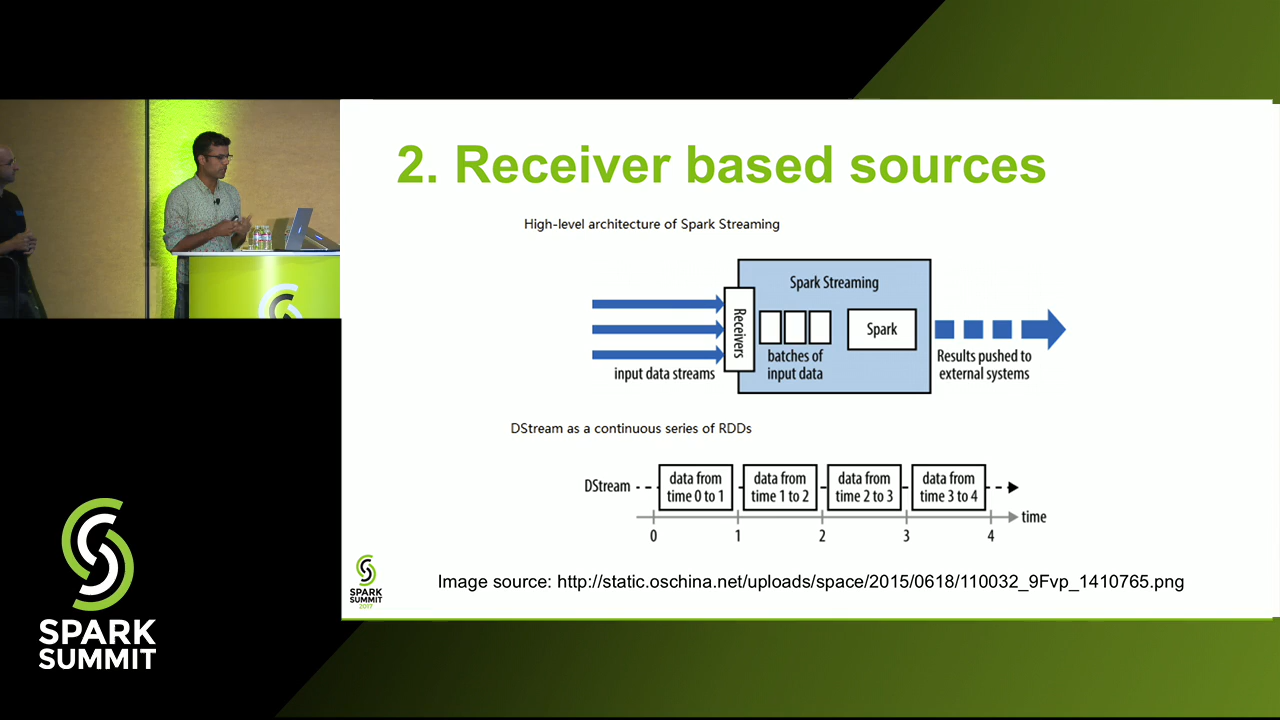 2. Receiver based sources
High-level architecture of Spark Streaming
Spark Streaming
Receivers
Spark
input data streams
batches of
input data
Results pushed to
external systems
DStream as a continuous series of RDDs
DStream
data from
time 0 to 1
data from
time 1 to 2
data from
time 2 to 3
data from
time 3 to 4
time
0
1
2
3
4
SPARK
SUMMIT
2017
Image source: http://static.oschina.net/uploads/space/2015/0618/110032_9Fvp_1410765.png
SPARK
SUMMIT